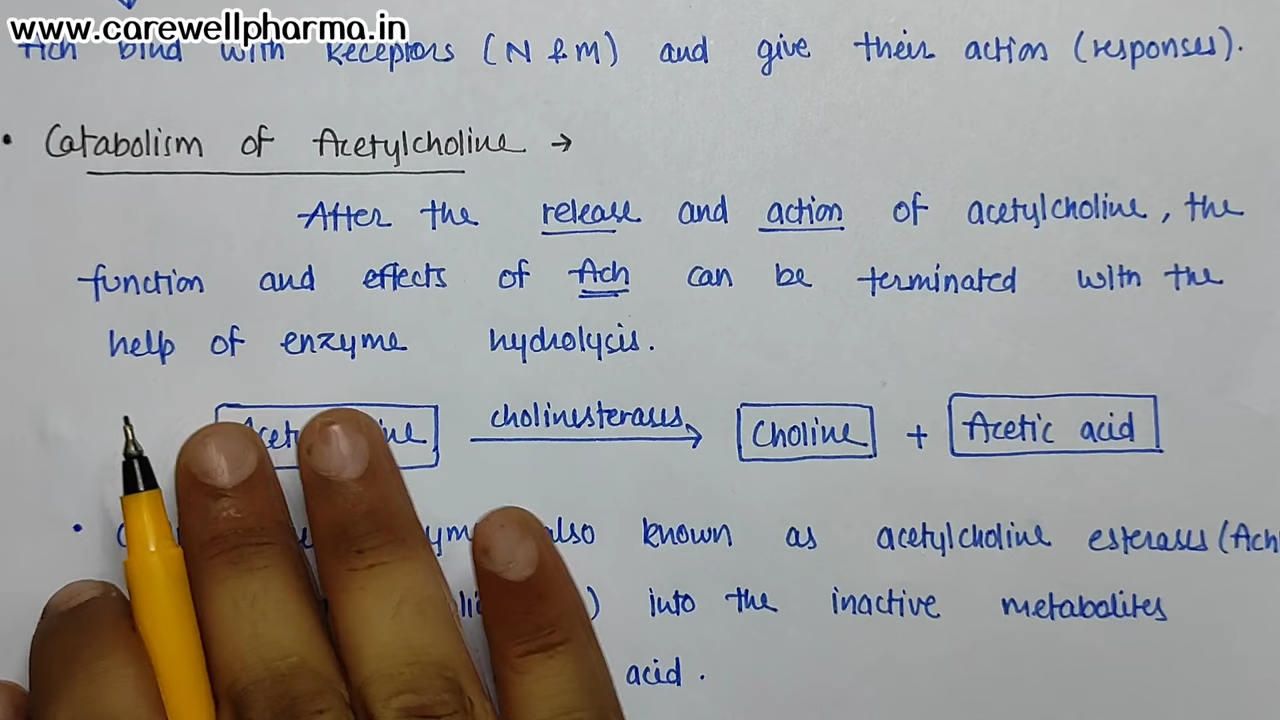 www.carewellpharma.in
Ach bind with Receptors (N & M) and give their action (responses).
• Catabolism of Acetylcholine →
After the release and action of acetylcholine, the
function and effects of Ach can be terminated with the
help of enzyme hydrolysis.
cholinesterases
Choline + Acetic acid
• also known as acetylcholine esterases (Ach
) into the inactive metabolites
acid.